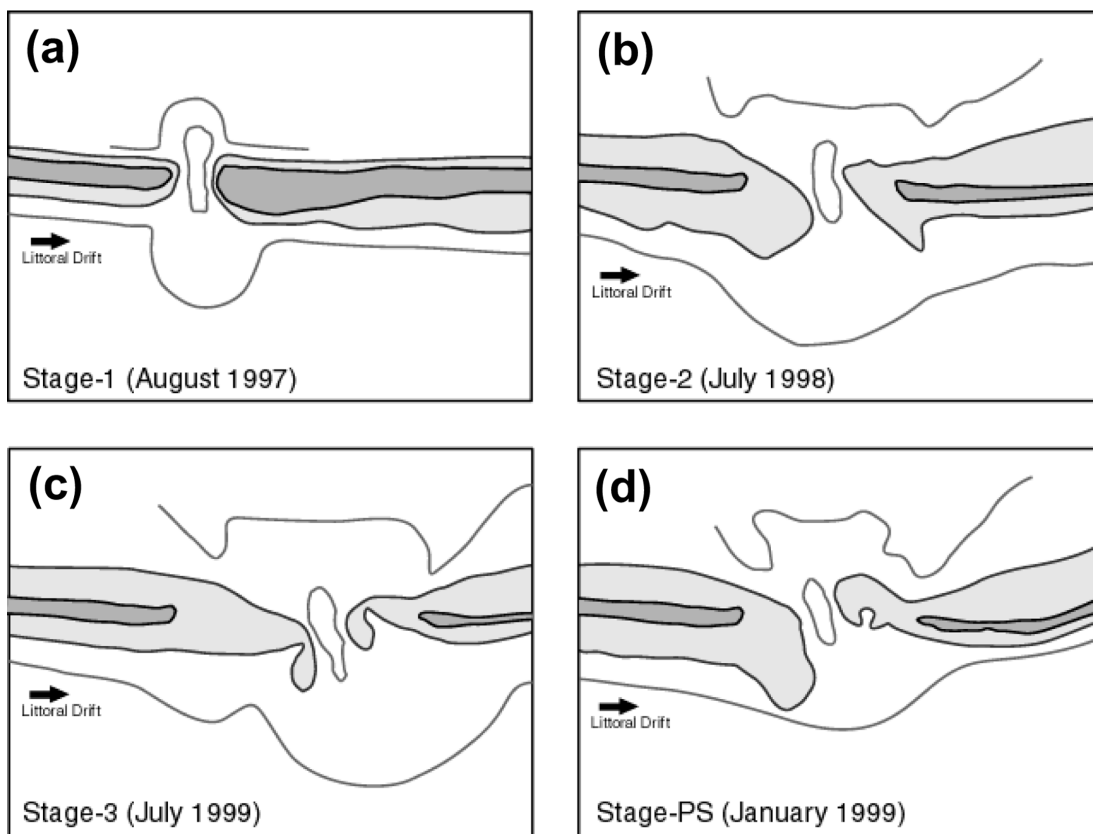 (a)
Littoral Drift
Stage-1 (August 1997)
(b)
Littoral Drift
Stage-2 (July 1998)
(c)
Littoral Drift
Stage-3 (July 1999)
(d)
Littoral Drift
Stage-PS (January 1999)